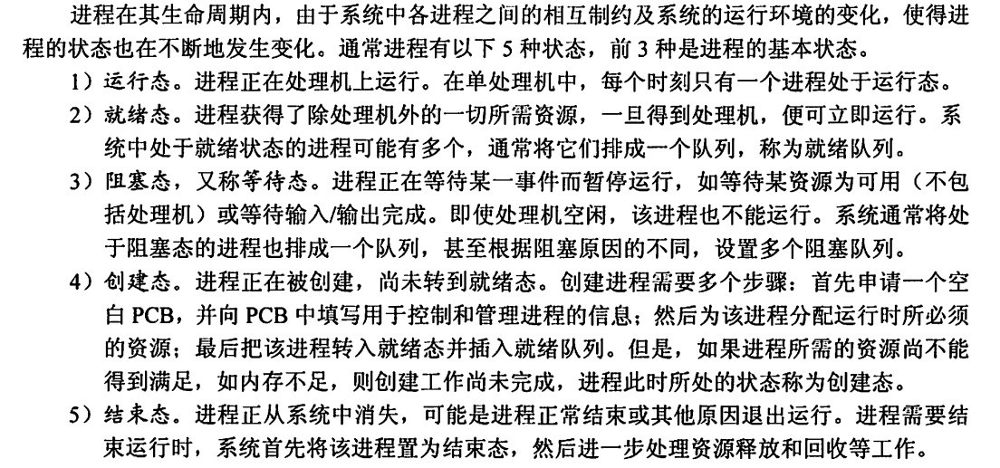 进程在其生命周期内，由于系统中各进程之间的相互制约及系统的运行环境的变化，使得进
程的状态也在不断地发生变化。通常进程有以下 5 种状态，前 3 种是进程的基本状态。
1）运行态。进程正在处理机上运行。在单处理机中，每个时刻只有一个进程处于运行态。
2）就绪态。进程获得了除处理机外的一切所需资源，一旦得到处理机，便可立即运行。系
统中处于就绪状态的进程可能有多个，通常将它们排成一个队列，称为就绪队列。
3）阻塞态，又称等待态。进程正在等待某一事件而暂停运行，如等待某资源为可用（不包
括处理机）或等待输入/输出完成。即使处理机空闲，该进程也不能运行。系统通常将处
于阻塞态的进程也排成一个队列，甚至根据阻塞原因的不同，设置多个阻塞队列。
4）创建态。进程正在被创建，尚未转到就绪态。创建进程需要多个步骤：首先申请一个空
白 PCB，并向 PCB 中填写用于控制和管理进程的信息；然后为该进程分配运行时所必须
的资源；最后把该进程转入就绪态并插入就绪队列。但是，如果进程所需的资源尚不能
得到满足，如内存不足，则创建工作尚未完成，进程此时所处的状态称为创建态。
5）结束态。进程正从系统中消失，可能是进程正常结束或其他原因退出运行。进程需要结
束运行时，系统首先将该进程置为结束态，然后进一步处理资源释放和回收等工作。